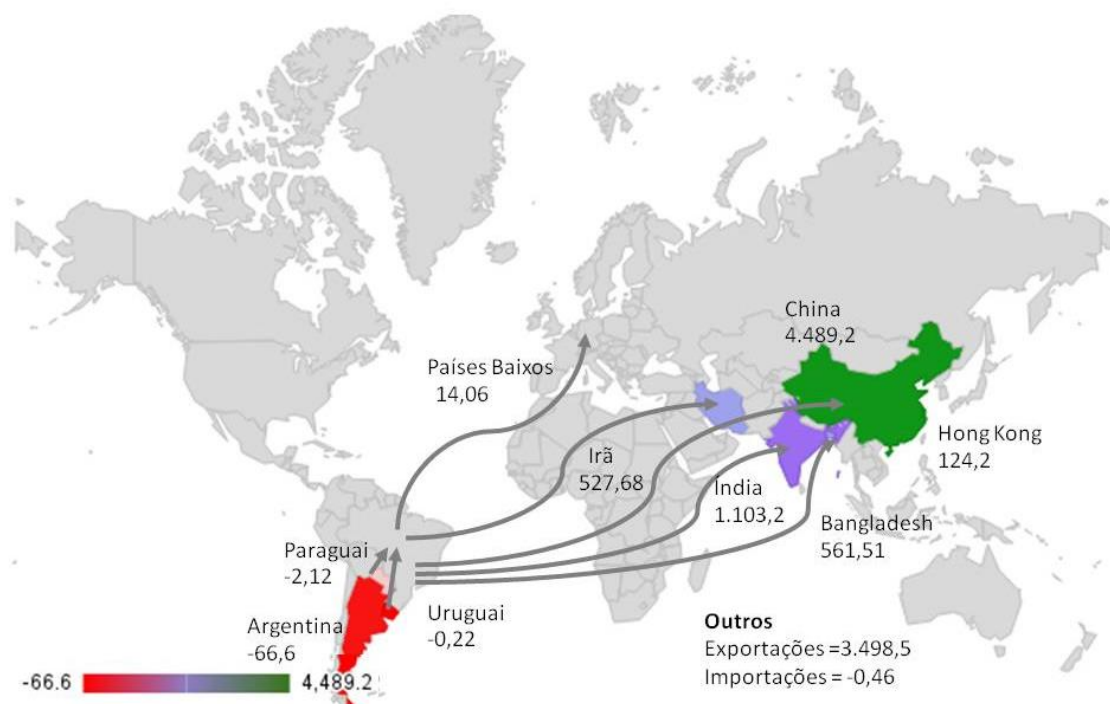 China
4.489,2
Países Baixos
14,06
Hong Kong
124,2
Irã
527,68
Índia
1.103,2
Bangladesh
561,51
Paraguai
-2,12
Uruguai
-0,22
Argentina
-66,6
Outros
Exportações =3.498,5
Importações = -0,46
-66.6
4,489.2